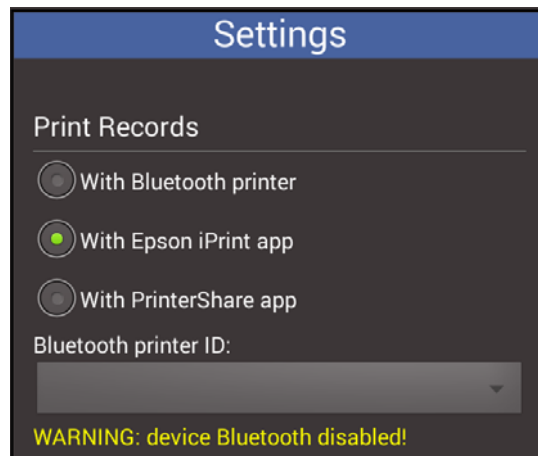 Settings
Print Records
With Bluetooth printer
With Epson iPrint app
With PrinterShare app
Bluetooth printer ID:
WARNING: device Bluetooth disabled!